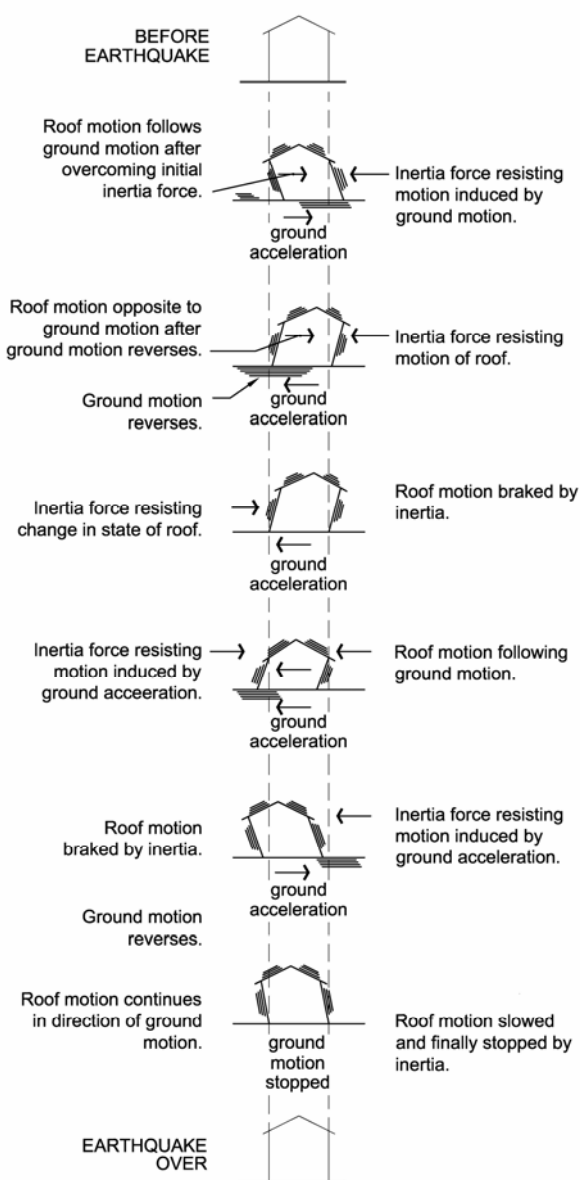 BEFORE
EARTHQUAKE
Roof motion follows
ground motion after
overcoming initial
inertia force.
Inertia force resisting
motion induced by
ground motion.
ground
acceleration
Roof motion opposite to
ground motion after
ground motion reverses.
Inertia force resisting
motion of roof.
Ground motion
reverses.
ground
acceleration
Inertia force resisting
change in state of roof.
Roof motion braked by
inertia.
ground
acceleration
Inertia force resisting
motion induced by
ground acceeration.
Roof motion following
ground motion.
ground
acceleration
Roof motion
braked by inertia.
Inertia force resisting
motion induced by
ground acceleration.
ground
acceleration
Ground motion
reverses.
Roof motion continues
in direction of ground
motion.
ground
motion
stopped
Roof motion slowed
and finally stopped by
inertia.
EARTHQUAKE
OVER